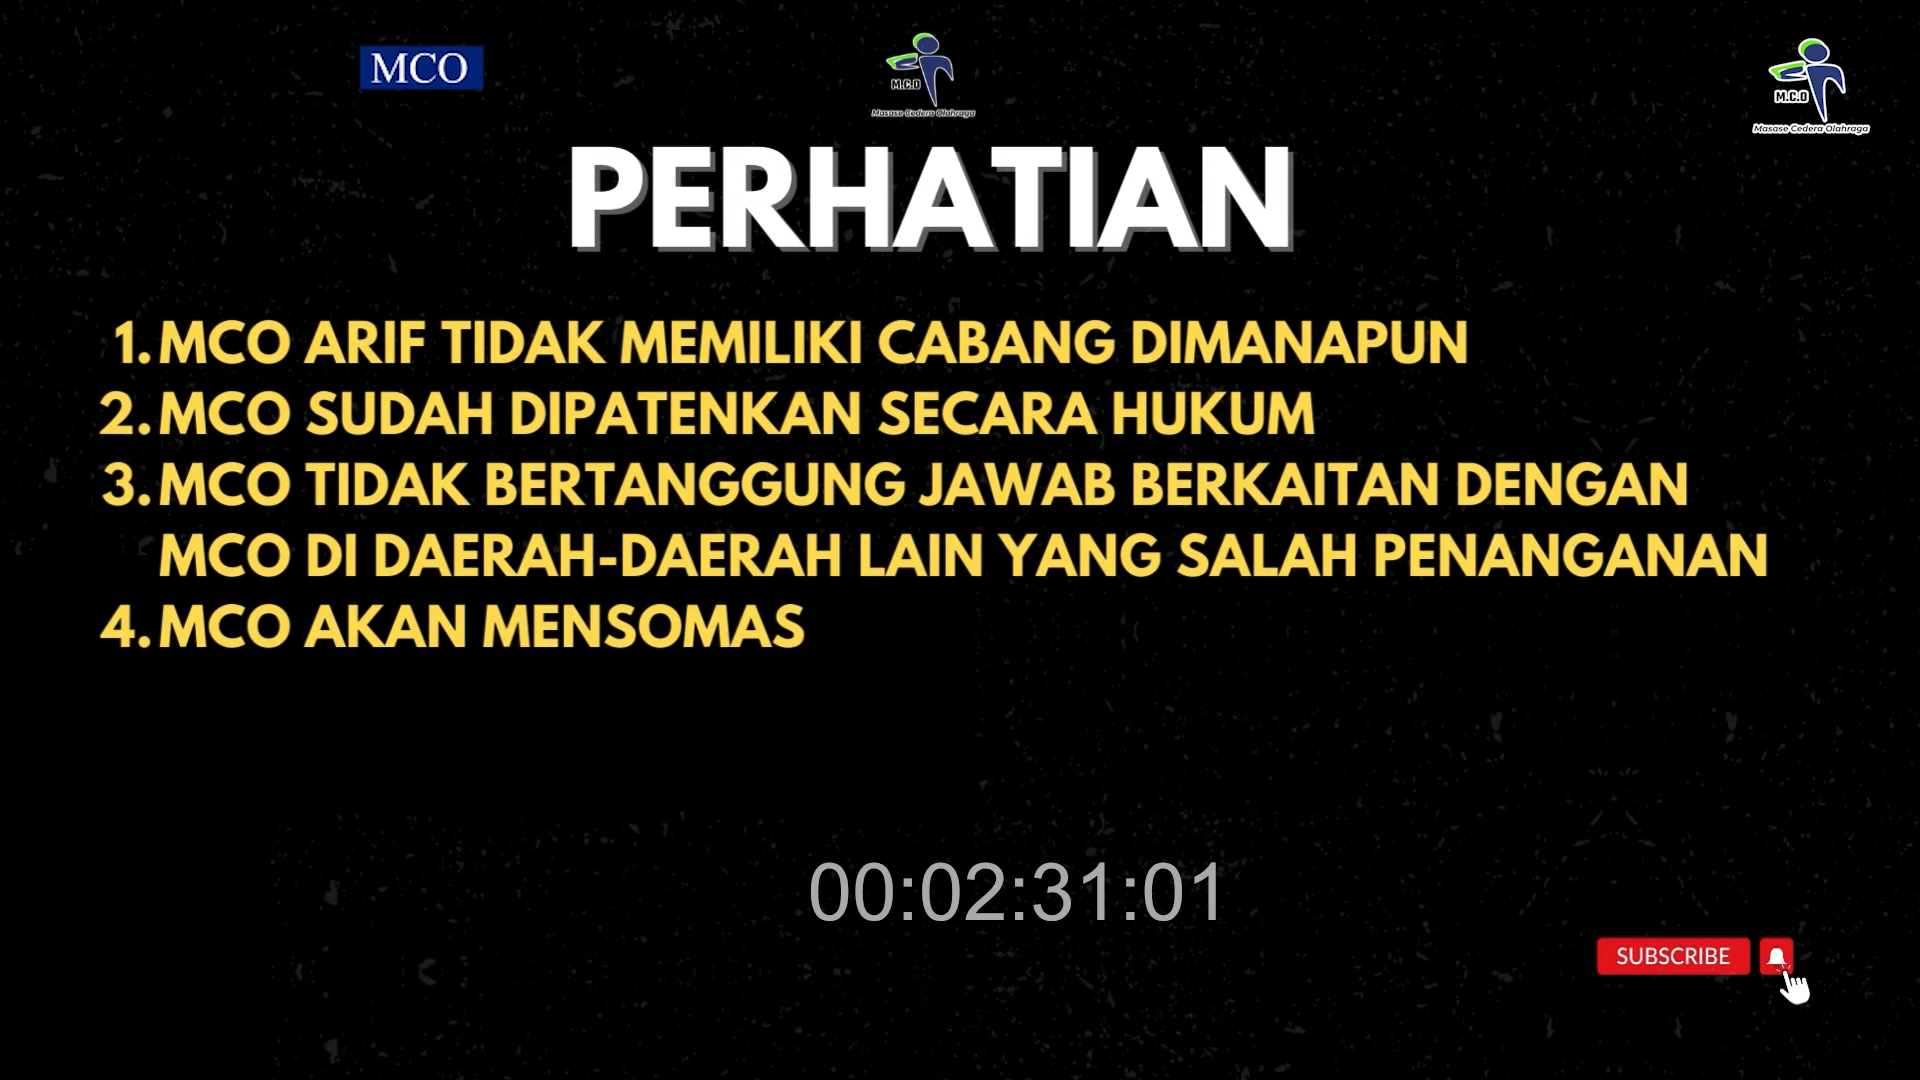 MCO
M.C.O
Masase Cedera Olahraga
M.C.O
Masase Cedera Olahraga
PERHATIAN
1. MCO ARIF TIDAK MEMILIKI CABANG DIMANAPUN
2. MCO SUDAH DIPATENKAN SECARA HUKUM
3. MCO TIDAK BERTANGGUNG JAWAB BERKAITAN DENGAN
MCO DI DAERAH-DAERAH LAIN YANG SALAH PENANGANAN
4. MCO AKAN MENSOMAS
00:02:31:01
SUBSCRIBE